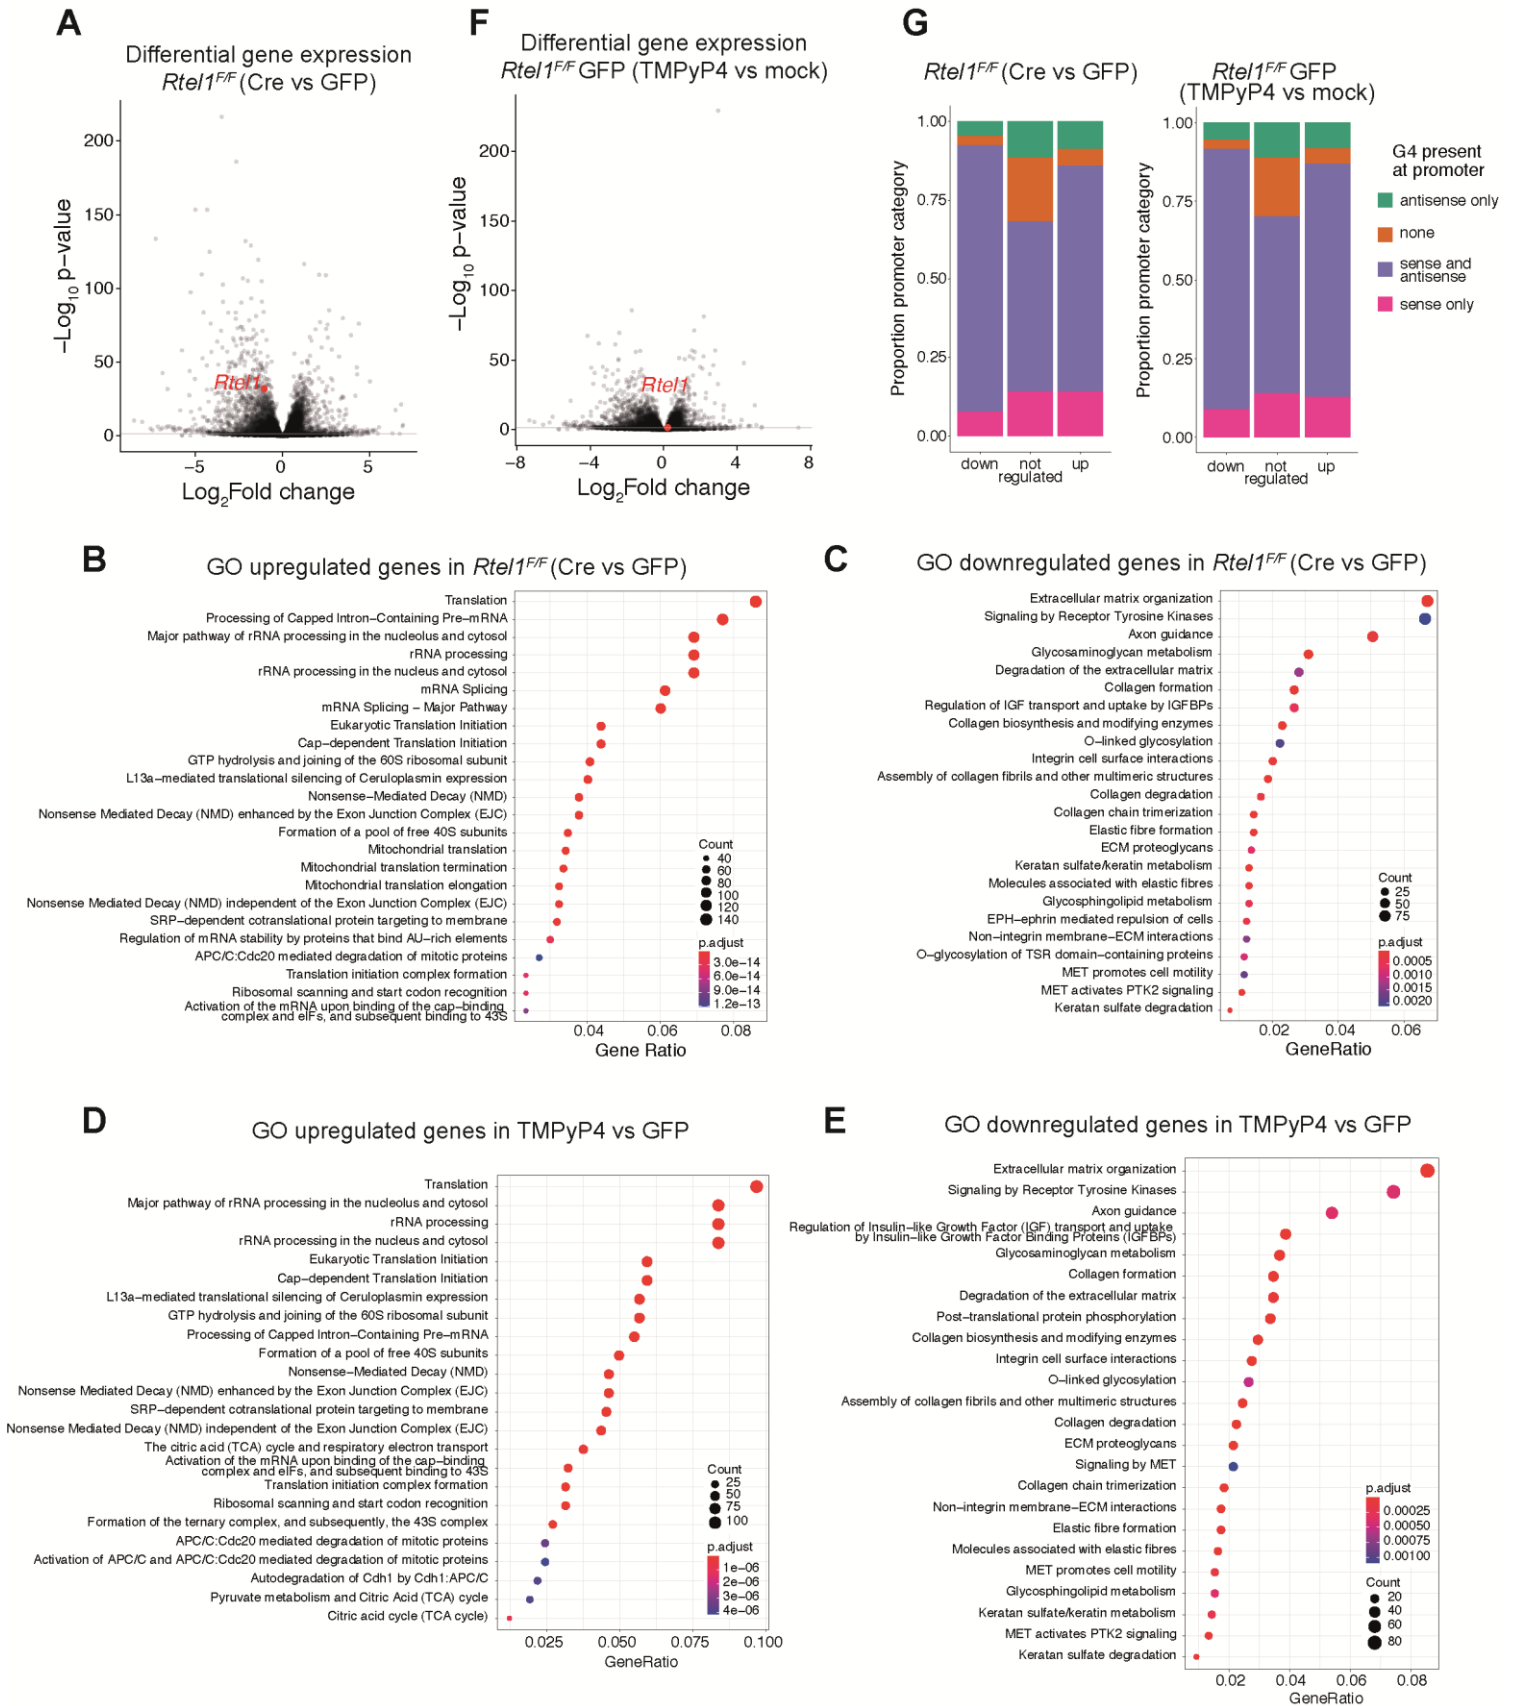 A
Differential gene expression
Rtel1F/F (Cre vs GFP)
−Log10 p−value
200
150
100
50
0
Rtel1
−5
0
5
Log2Fold change
F
Differential gene expression
Rtel1F/F GFP (TMPyP4 vs mock)
−Log10 p−value
200
150
100
50
0
Rtel1
−8
−4
0
4
8
Log2Fold change
G
Rtel1F/F (Cre vs GFP)
Proportion promoter category
1.00
0.75
0.50
0.25
0.00
down
not
regulated
up
Rtel1F/F GFP
(TMPyP4 vs mock)
Proportion promoter category
1.00
0.75
0.50
0.25
0.00
down
not
regulated
up
G4 present
at promoter
antisense only
none
sense and
antisense
sense only
B
GO upregulated genes in Rtel1F/F (Cre vs GFP)
Translation
Processing of Capped Intron−Containing Pre−mRNA
Major pathway of rRNA processing in the nucleolus and cytosol
rRNA processing
rRNA processing in the nucleus and cytosol
mRNA Splicing
mRNA Splicing − Major Pathway
Eukaryotic Translation Initiation
Cap−dependent Translation Initiation
GTP hydrolysis and joining of the 60S ribosomal subunit
L13a−mediated translational silencing of Ceruloplasmin expression
Nonsense−Mediated Decay (NMD)
Nonsense Mediated Decay (NMD) enhanced by the Exon Junction Complex (EJC)
Formation of a pool of free 40S subunits
Mitochondrial translation
Mitochondrial translation termination
Mitochondrial translation elongation
Nonsense Mediated Decay (NMD) independent of the Exon Junction Complex (EJC)
SRP−dependent cotranslational protein targeting to membrane
Regulation of mRNA stability by proteins that bind AU−rich elements
APC/C:Cdc20 mediated degradation of mitotic proteins
Translation initiation complex formation
Ribosomal scanning and start codon recognition
Activation of the mRNA upon binding of the cap−binding
complex and eIFs, and subsequent binding to 43S
Count
40
60
80
100
120
140
p.adjust
3.0e−14
6.0e−14
9.0e−14
1.2e−13
0.04
0.06
0.08
Gene Ratio
C
GO downregulated genes in Rtel1F/F (Cre vs GFP)
Extracellular matrix organization
Signaling by Receptor Tyrosine Kinases
Axon guidance
Glycosaminoglycan metabolism
Degradation of the extracellular matrix
Collagen formation
Regulation of IGF transport and uptake by IGFBPs
Collagen biosynthesis and modifying enzymes
O−linked glycosylation
Integrin cell surface interactions
Assembly of collagen fibrils and other multimeric structures
Collagen degradation
Collagen chain trimerization
Elastic fibre formation
ECM proteoglycans
Keratan sulfate/keratin metabolism
Molecules associated with elastic fibres
Glycosphingolipid metabolism
EPH−ephrin mediated repulsion of cells
Non−integrin membrane−ECM interactions
O−glycosylation of TSR domain−containing proteins
MET promotes cell motility
MET activates PTK2 signaling
Keratan sulfate degradation
Count
25
50
75
p.adjust
0.0005
0.0010
0.0015
0.0020
0.02
0.04
0.06
GeneRatio
D
GO upregulated genes in TMPyP4 vs GFP
Translation
Major pathway of rRNA processing in the nucleolus and cytosol
rRNA processing
rRNA processing in the nucleus and cytosol
Eukaryotic Translation Initiation
Cap−dependent Translation Initiation
L13a−mediated translational silencing of Ceruloplasmin expression
GTP hydrolysis and joining of the 60S ribosomal subunit
Processing of Capped Intron−Containing Pre−mRNA
Formation of a pool of free 40S subunits
Nonsense−Mediated Decay (NMD)
Nonsense Mediated Decay (NMD) enhanced by the Exon Junction Complex (EJC)
SRP−dependent cotranslational protein targeting to membrane
Nonsense Mediated Decay (NMD) independent of the Exon Junction Complex (EJC)
The citric acid (TCA) cycle and respiratory electron transport
Activation of the mRNA upon binding of the cap−binding
complex and eIFs, and subsequent binding to 43S
Translation initiation complex formation
Ribosomal scanning and start codon recognition
Formation of the ternary complex, and subsequently, the 43S complex
APC/C:Cdc20 mediated degradation of mitotic proteins
Activation of APC/C and APC/C:Cdc20 mediated degradation of mitotic proteins
Autodegradation of Cdh1 by Cdh1:APC/C
Pyruvate metabolism and Citric Acid (TCA) cycle
Citric acid cycle (TCA cycle)
Count
25
50
75
100
p.adjust
1e−06
2e−06
3e−06
4e−06
0.025
0.050
0.075
0.100
GeneRatio
E
GO downregulated genes in TMPyP4 vs GFP
Extracellular matrix organization
Signaling by Receptor Tyrosine Kinases
Axon guidance
Regulation of Insulin−like Growth Factor (IGF) transport and uptake
by Insulin−like Growth Factor Binding Proteins (IGFBPs)
Glycosaminoglycan metabolism
Collagen formation
Degradation of the extracellular matrix
Post−translational protein phosphorylation
Collagen biosynthesis and modifying enzymes
Integrin cell surface interactions
O−linked glycosylation
Assembly of collagen fibrils and other multimeric structures
Collagen degradation
ECM proteoglycans
Signaling by MET
Collagen chain trimerization
Non−integrin membrane−ECM interactions
Elastic fibre formation
Molecules associated with elastic fibres
MET promotes cell motility
Glycosphingolipid metabolism
Keratan sulfate/keratin metabolism
MET activates PTK2 signaling
Keratan sulfate degradation
p.adjust
0.00025
0.00050
0.00075
0.00100
Count
20
40
60
80
0.02
0.04
0.06
0.08
GeneRatio